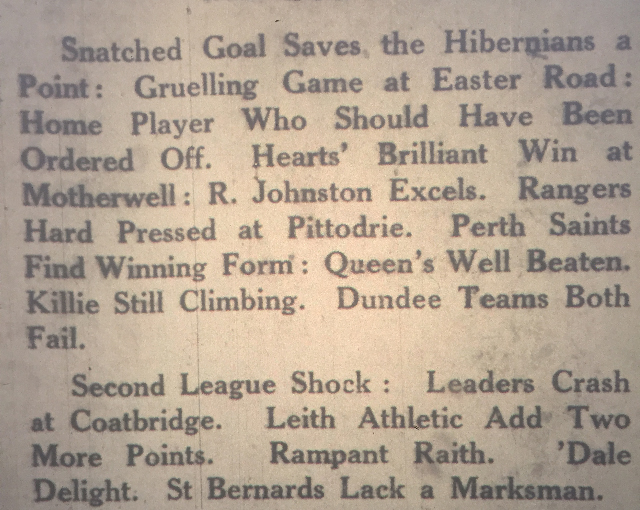 Snatched Goal Saves the Hibernians a
Point: Gruelling Game at Easter Road:
Home Player Who Should Have Been
Ordered Off. Hearts' Brilliant Win at
Motherwell: R. Johnston Excels. Rangers
Hard Pressed at Pittodrie. Perth Saints
Find Winning Form: Queen's Well Beaten.
Killie Still Climbing. Dundee Teams Both
Fail.
Second League Shock: Leaders Crash
at Coatbridge. Leith Athletic Add Two
More Points. Rampant Raith. 'Dale
Delight. St Bernards Lack a Marksman.